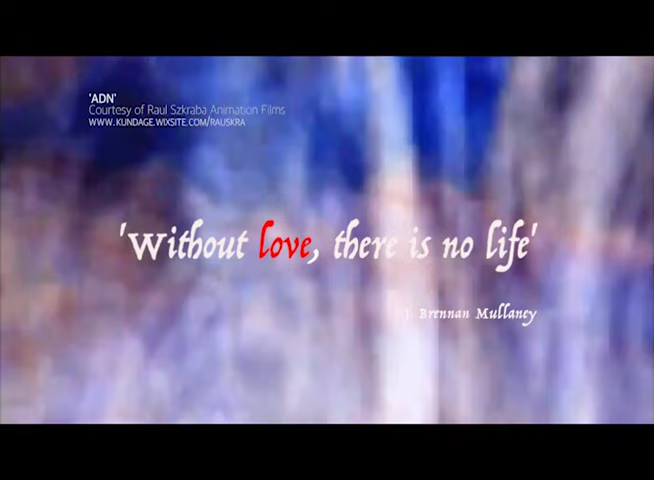 'ADN'
Courtesy of Raul Szkraba Animation Films
WWW.KUNDAGE.WIXSITE.COM/RAUSKRA
'Without love, there is no life'
J. Brennan Mullaney